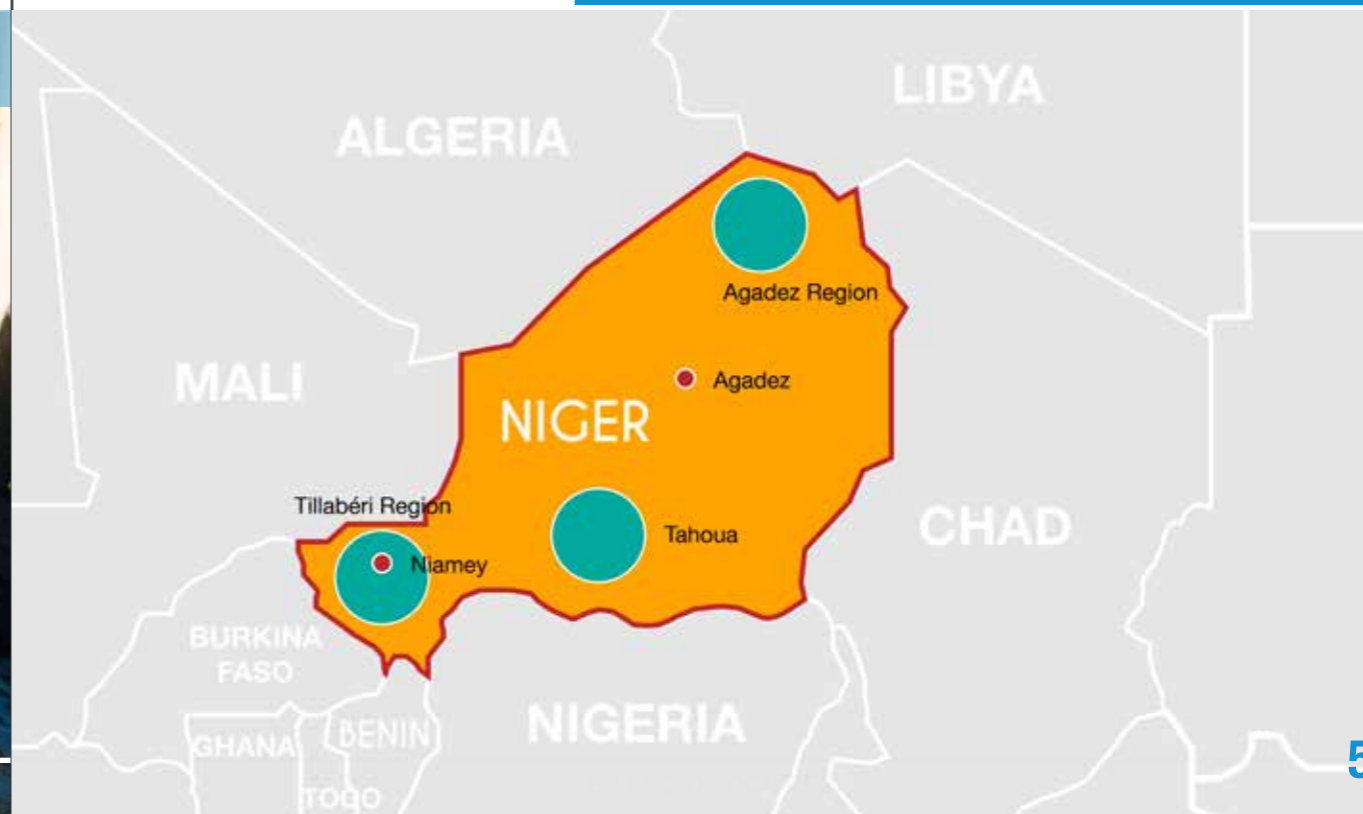 LIBYA
ALGERIA
Agadez Region
Agadez
MALI
NIGER
Tillabéri Region
CHAD
Tahoua
Niamey
BURKINA
FASO
NIGERIA
BENIN
GHANA
5
TOGO